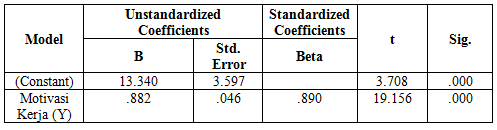 Model Unstandardized Coefficients Standardized Coefficients t Sig.
B Std. Error Beta
(Constant) 13.340 3.597 3.708 .000
Motivasi Kerja (Y) .882 .046 .890 19.156 .000